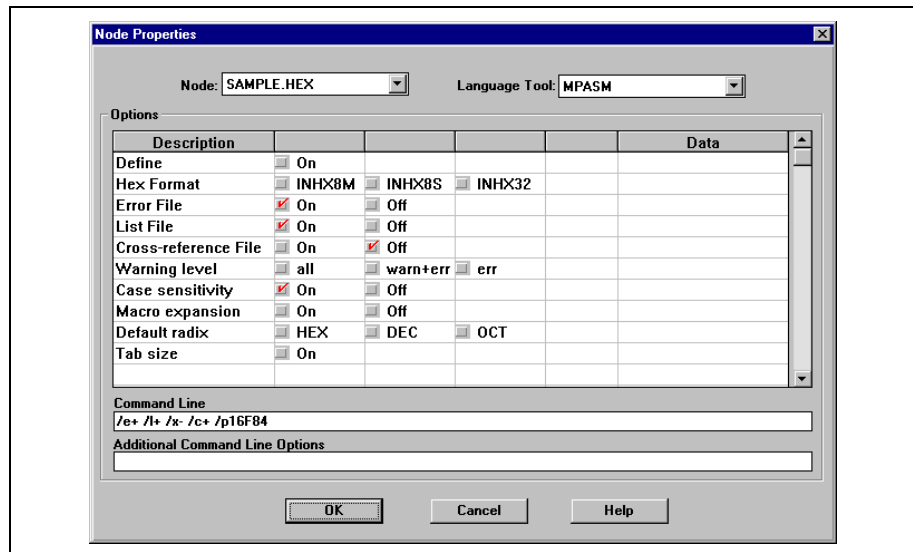 Node Properties
Node: SAMPLE.HEX Language Tool: MPASM
Options
Description Data
Define On
Hex Format INHX8M INHX8S INHX32
Error File On Off
List File On Off
Cross-reference File On Off
Warning level all warn+err err
Case sensitivity On Off
Macro expansion On Off
Default radix HEX DEC OCT
Tab size On
Command Line
/e+ /l+ /x- /c+ /p16F84
Additional Command Line Options
OK Cancel Help